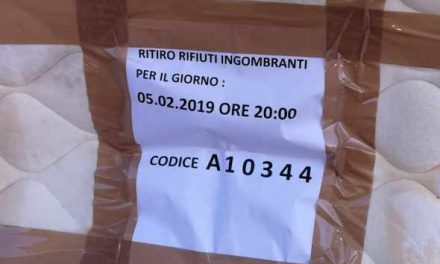 RITIRO RIFIUTI INGOMBRANTI
PER IL GIORNO :
05.02.2019 ORE 20:00
CODICE A10344